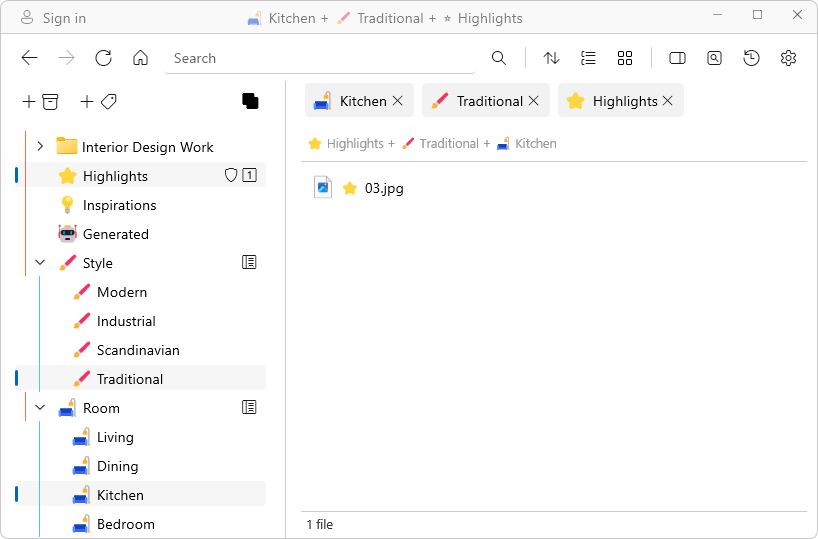 Sign in
Kitchen + Traditional + Highlights
Search
Interior Design Work
Highlights 1
Inspirations
Generated
Style
Modern
Industrial
Scandinavian
Traditional
Room
Living
Dining
Kitchen
Bedroom
Kitchen Traditional Highlights
Highlights + Traditional + Kitchen
03.jpg
1 file